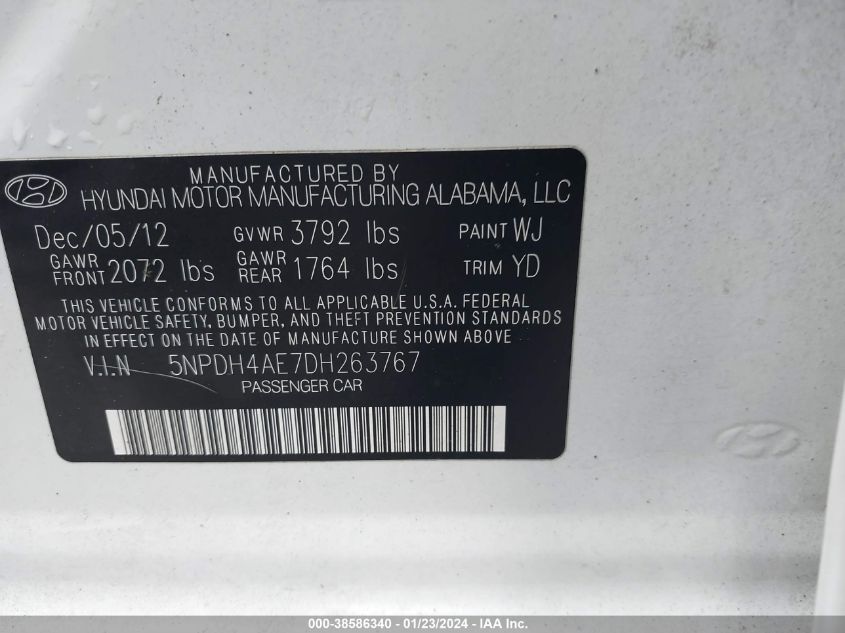 MANUFACTURED BY
HYUNDAI MOTOR MANUFACTURING ALABAMA, LLC
Dec/05/12 GVWR 3792 lbs PAINT WJ
GAWR FRONT 2072 lbs GAWR REAR 1764 lbs TRIM YD
THIS VEHICLE CONFORMS TO ALL APPLICABLE U.S.A. FEDERAL
MOTOR VEHICLE SAFETY, BUMPER, AND THEFT PREVENTION STANDARDS
IN EFFECT ON THE DATE OF MANUFACTURE SHOWN ABOVE
V.I.N 5NPDH4AE7DH263767
PASSENGER CAR
000-38586340 - 01/23/2024 - IAA Inc.